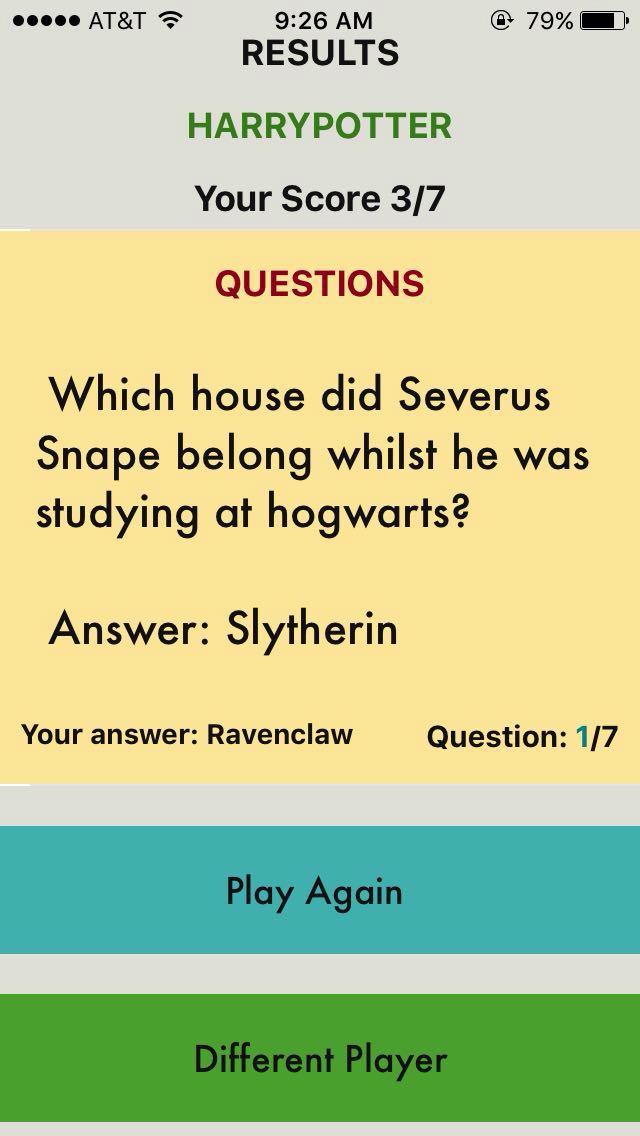 AT&T 9:26 AM 79%
RESULTS
HARRYPOTTER
Your Score 3/7
QUESTIONS
Which house did Severus
Snape belong whilst he was
studying at hogwarts?
Answer: Slytherin
Your answer: Ravenclaw Question: 1/7
Play Again
Different Player